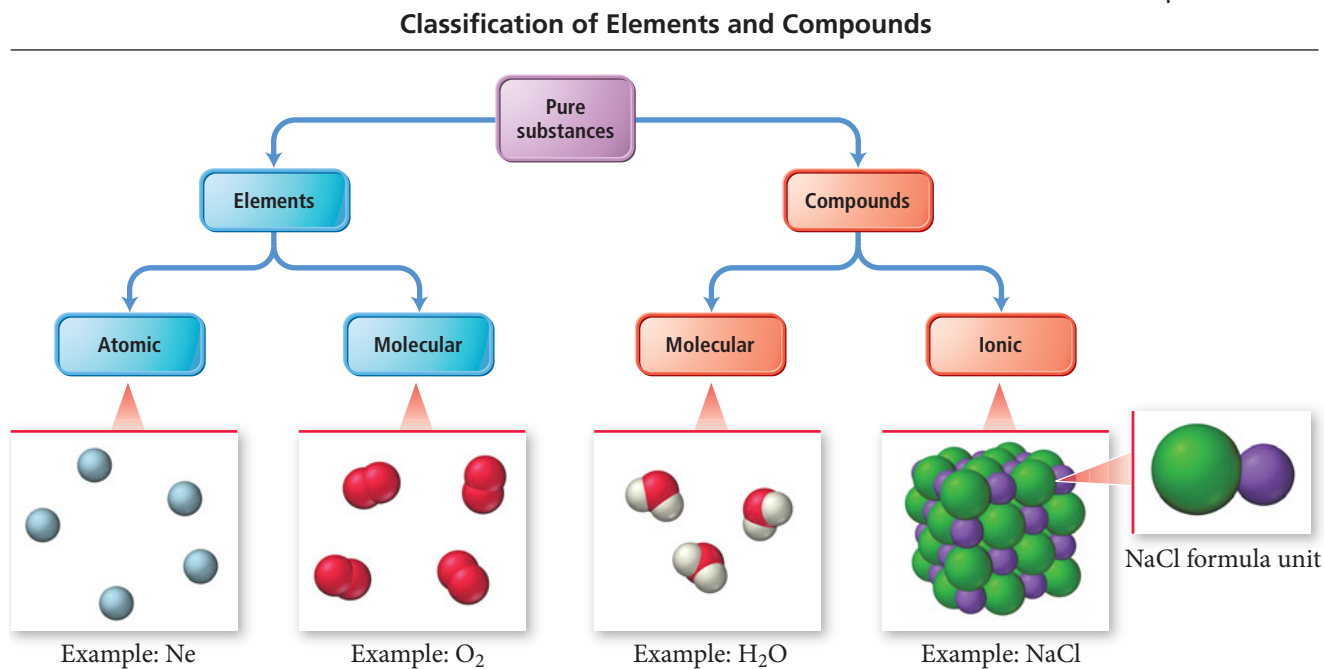 Classification of Elements and Compounds
Pure
substances
Elements
Compounds
Atomic
Molecular
Molecular
Ionic
NaCl formula unit
Example: Ne
Example: O₂
Example: H₂O
Example: NaCl